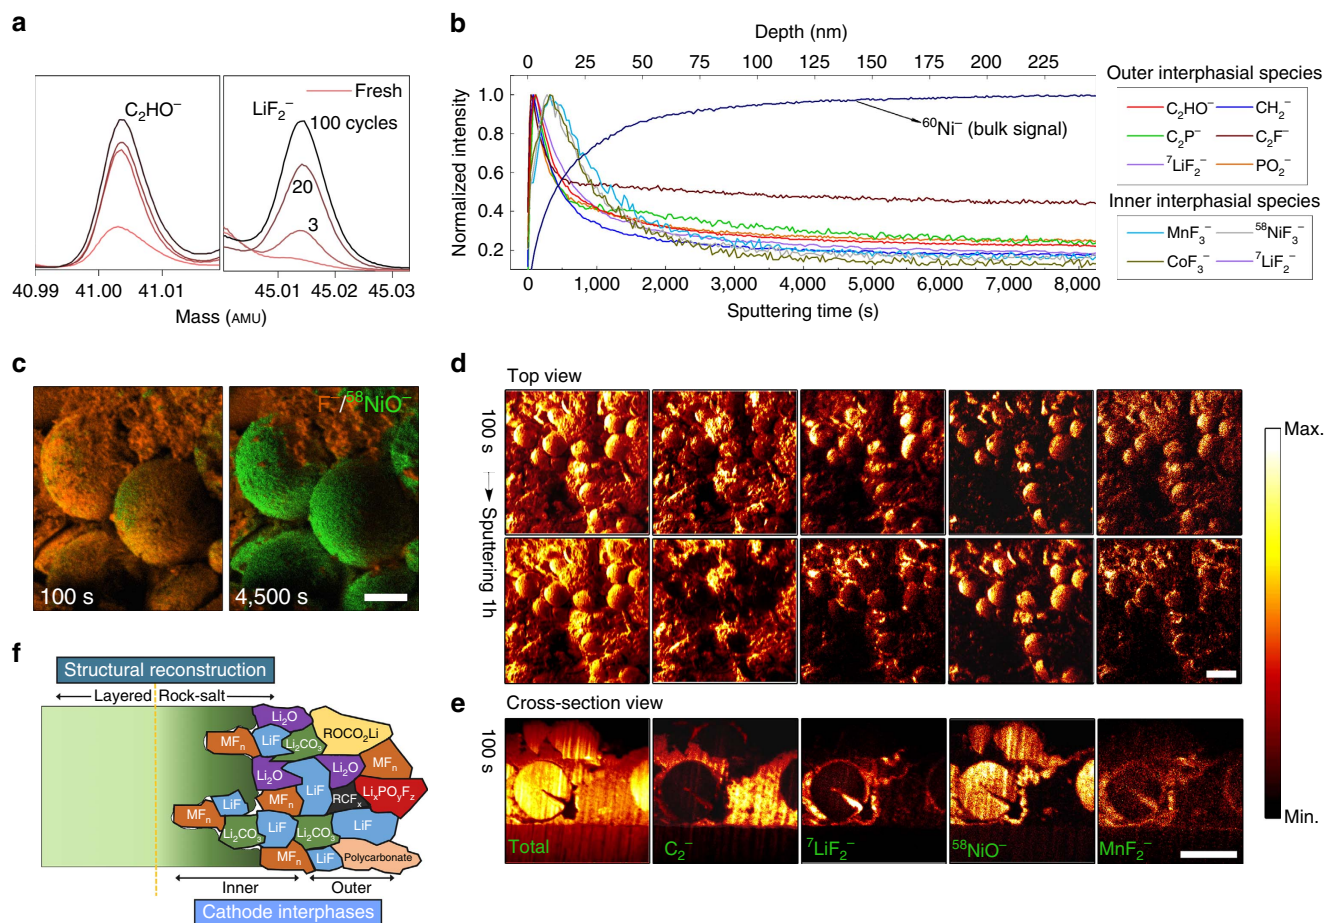 a
C₂HO⁻
LiF₂⁻
Fresh
100 cycles
20
3
40.99 41.00 41.01 45.01 45.02 45.03
Mass (AMU)
b
Depth (nm)
0 25 50 75 100 125 150 175 200 225
1.0
0.8
0.6
0.4
0.2
Normalized intensity
⁶⁰Ni⁻ (bulk signal)
0 1,000 2,000 3,000 4,000 5,000 6,000 7,000 8,000
Sputtering time (s)
Outer interphasial species
C₂HO⁻ CH₂⁻
C₂P⁻ C₂F⁻
⁷LiF₂⁻ PO₂⁻
Inner interphasial species
MnF₃⁻ ⁵⁸NiF₃⁻
CoF₃⁻ ⁷LiF₂⁻
c
F⁻/⁵⁸NiO⁻
100 s
4,500 s
d
Top view
100 s
Sputtering 1h
Max.
Min.
e
Cross-section view
100 s
Total
C₂⁻
⁷LiF₂⁻
⁵⁸NiO⁻
MnF₂⁻
f
Structural reconstruction
Layered Rock-salt
Li₂O
ROCO₂Li
MFₙ
LiF
Li₂CO₃
MFₙ
Li₂O
LiF
Li₂O
LiₓPOᵧF_z
RCFₓ
LiF
MFₙ
MFₙ
Li₂CO₃
LiF
Li₂CO₃
LiF
MFₙ
LiF
Polycarbonate
Inner
Outer
Cathode interphases